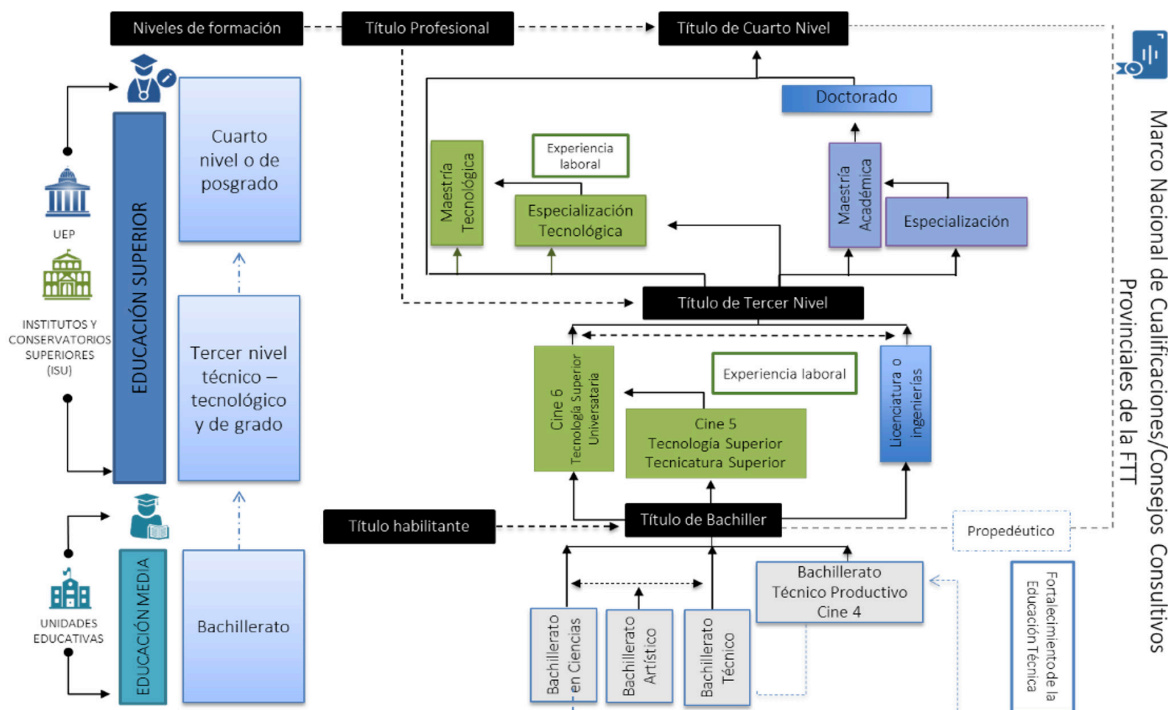 Niveles de formación
Título Profesional
Título de Cuarto Nivel
Cuarto
nivel o de
posgrado
UEP
INSTITUTOS Y
CONSERVATORIOS
SUPERIORES
(ISU)
EDUCACIÓN SUPERIOR
Tercer nivel
técnico –
tecnológico
y de grado
UNIDADES
EDUCATIVAS
EDUCACIÓN MEDIA
Bachillerato
Doctorado
Maestría
Tecnológica
Experiencia
laboral
Especialización
Tecnológica
Maestría
Académica
Especialización
Título de Tercer Nivel
Cine 6
Tecnología Superior
Universataria
Experiencia laboral
Cine 5
Tecnología Superior
Tecnicatura Superior
Licenciatura o
ingenierías
Título habilitante
Título de Bachiller
Propedéutico
Bachillerato
en Ciencias
Bachillerato
Artístico
Bachillerato
Técnico
Bachillerato
Técnico Productivo
Cine 4
Fortalecimiento de la
Educación Técnica
Marco Nacional de Cualificaciones/Consejos Consultivos
Provinciales de la FTT